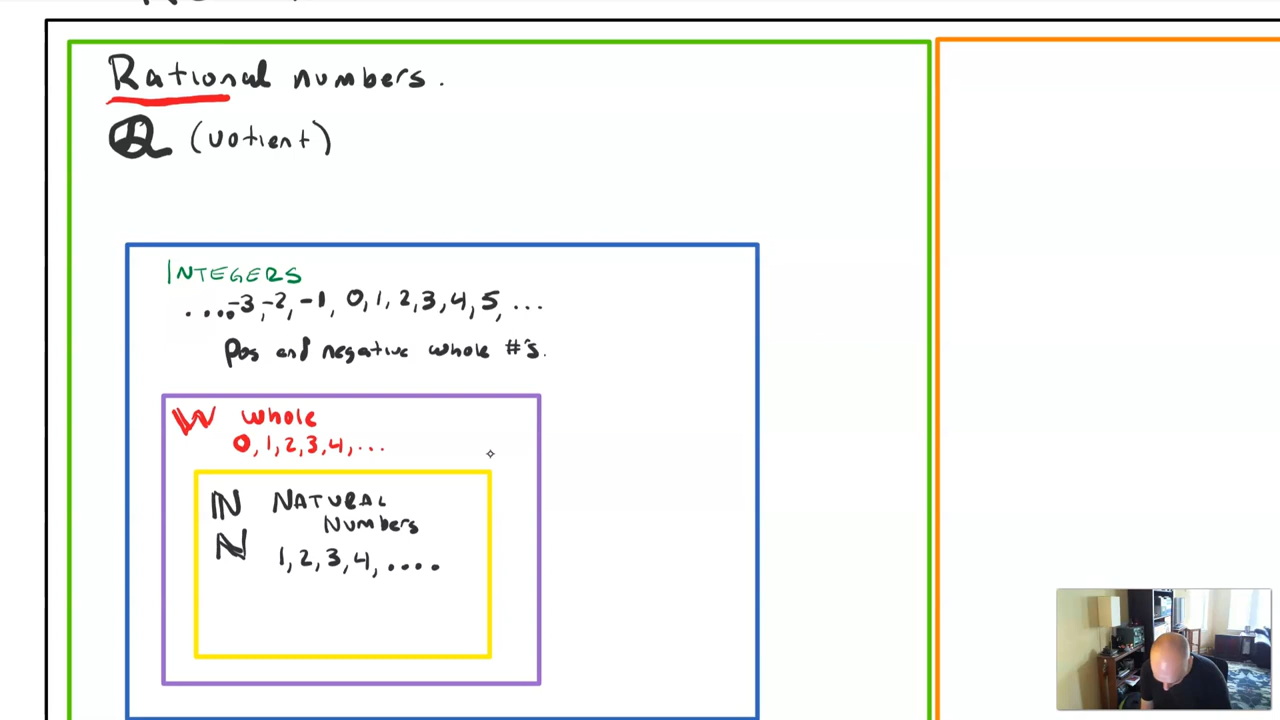 Rational numbers.
Q (uotient)
INTEGERS
....-3,-2,-1, 0,1,2,3,4,5,...
Pos and negative whole #'s.
W whole
0,1,2,3,4,...
N NATURAL
Numbers
N
1,2,3,4,....